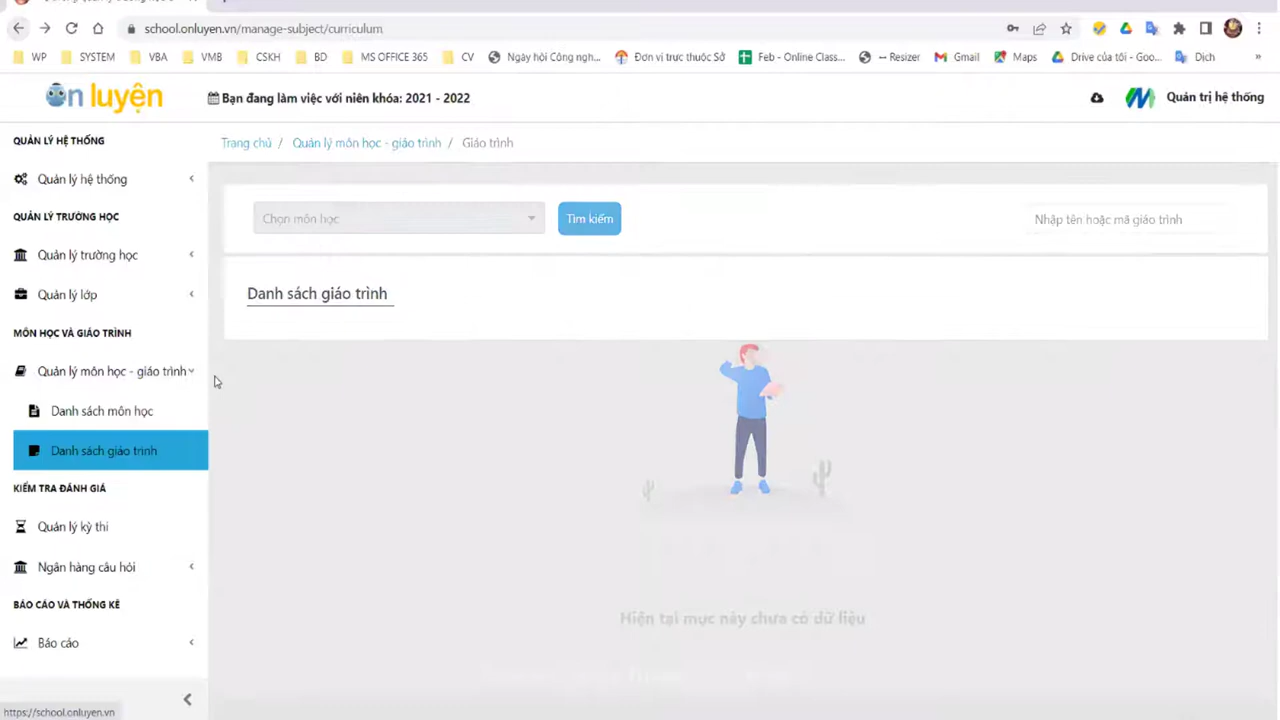 school.onluyen.vn/manage-subject/curriculum
WP SYSTEM VBA VMB CSKH BD MS OFFICE 365 CV Ngày hội Công ngh... Đơn vị trực thuộc Sở Feb - Online Class... -- Resizer Gmail Maps Drive của tôi - Goo... Dịch »
Ôn luyện
Bạn đang làm việc với niên khóa: 2021 - 2022
Quản trị hệ thống
QUẢN LÝ HỆ THỐNG
Quản lý hệ thống
QUẢN LÝ TRƯỜNG HỌC
Quản lý trường học
Quản lý lớp
MÔN HỌC VÀ GIÁO TRÌNH
Quản lý môn học - giáo trình
Danh sách môn học
Danh sách giáo trình
KIỂM TRA ĐÁNH GIÁ
Quản lý kỳ thi
Ngân hàng câu hỏi
BÁO CÁO VÀ THỐNG KÊ
Báo cáo
Trang chủ / Quản lý môn học - giáo trình / Giáo trình
Chọn môn học
Tìm kiếm
Nhập tên hoặc mã giáo trình
Danh sách giáo trình
Hiện tại mục này chưa có dữ liệu
https://school.onluyen.vn